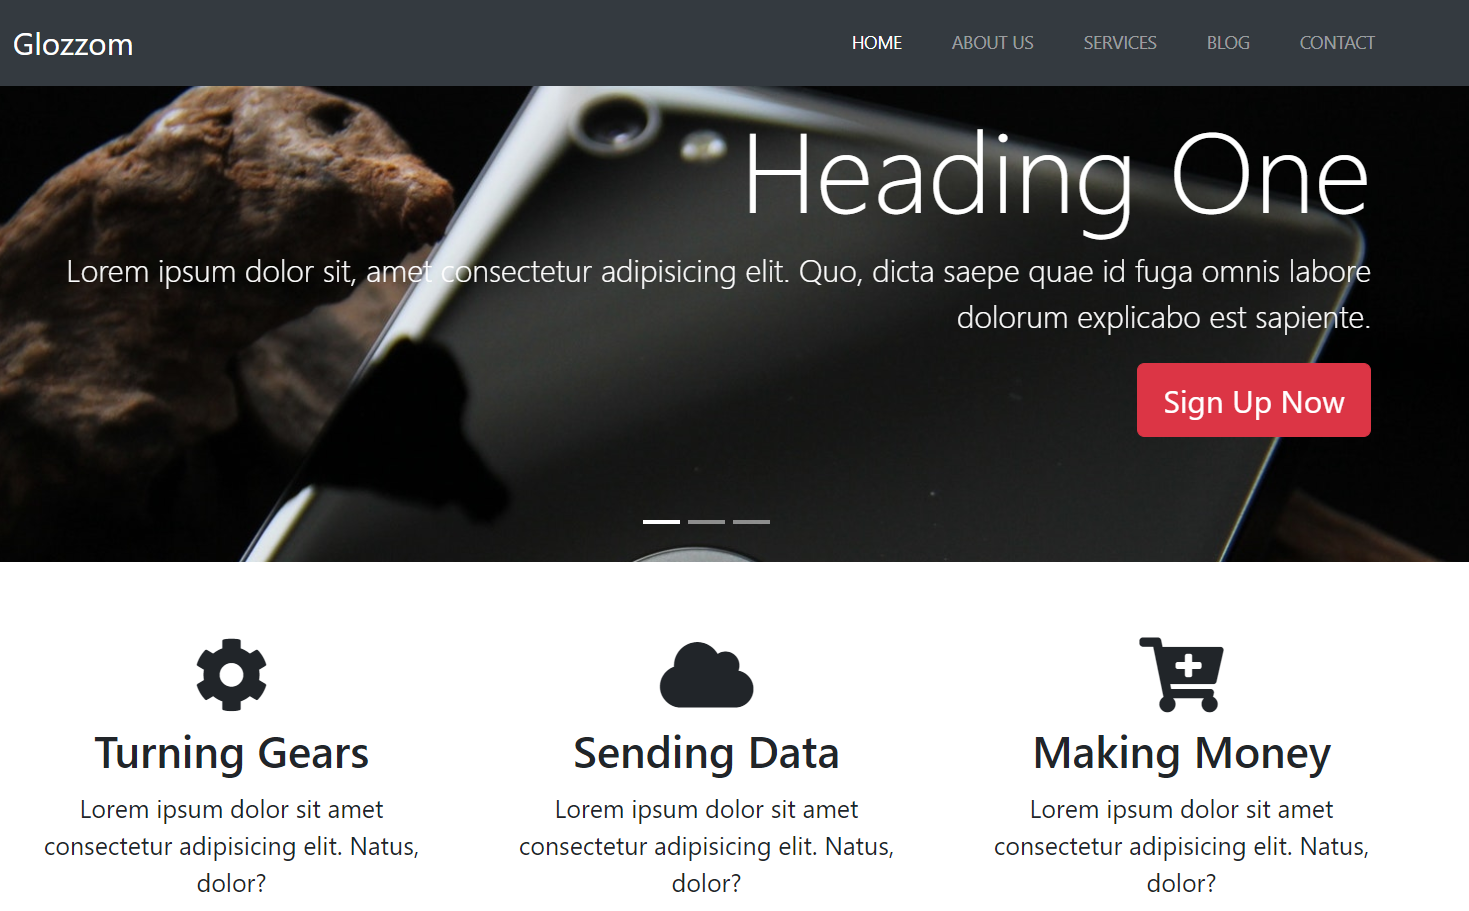 Glozzom
HOME ABOUT US SERVICES BLOG CONTACT
Heading One
Lorem ipsum dolor sit, amet consectetur adipisicing elit. Quo, dicta saepe quae id fuga omnis labore
dolorum explicabo est sapiente.
Sign Up Now
Turning Gears
Lorem ipsum dolor sit amet
consectetur adipisicing elit. Natus,
dolor?
Sending Data
Lorem ipsum dolor sit amet
consectetur adipisicing elit. Natus,
dolor?
Making Money
Lorem ipsum dolor sit amet
consectetur adipisicing elit. Natus,
dolor?